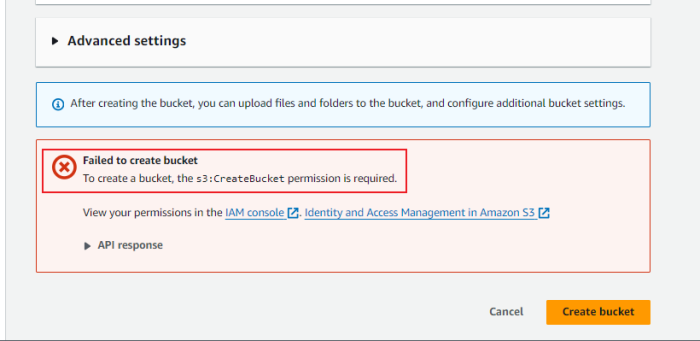 Advanced settings
After creating the bucket, you can upload files and folders to the bucket, and configure additional bucket settings.
Failed to create bucket
To create a bucket, the s3:CreateBucket permission is required.
View your permissions in the IAM console. Identity and Access Management in Amazon S3
API response
Cancel Create bucket